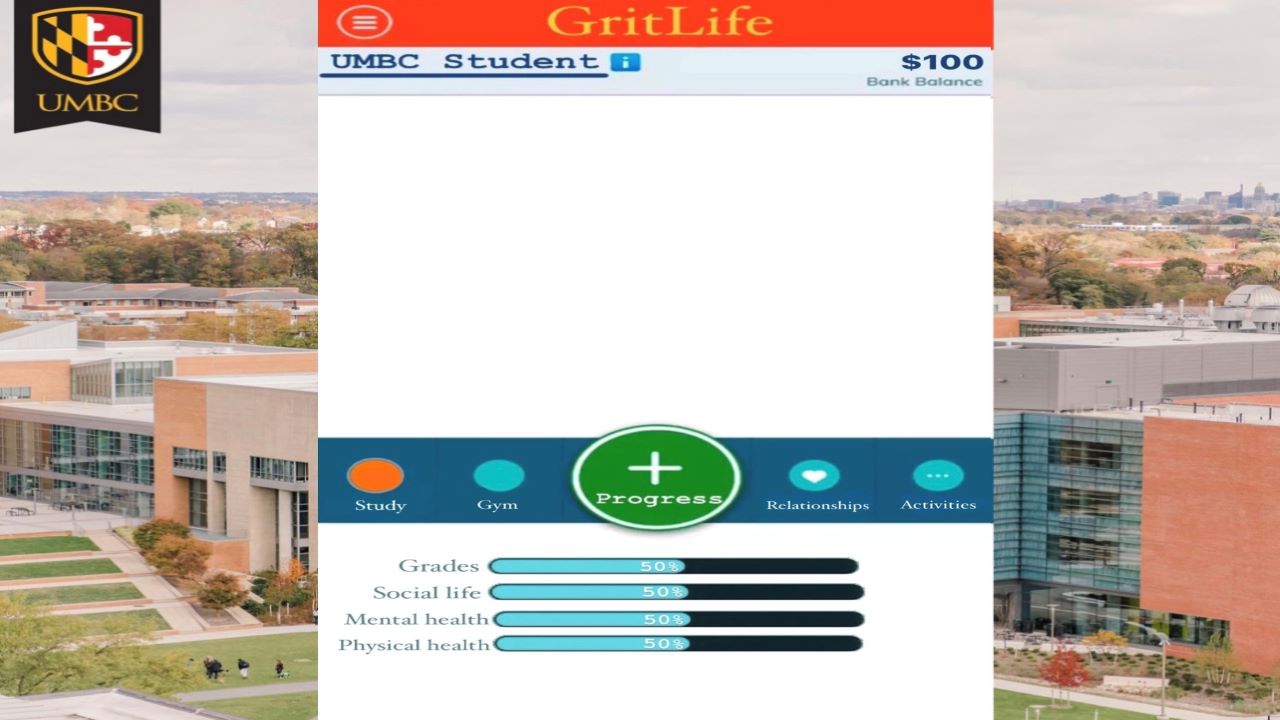 GritLife
UMBC
UMBC Student i
$100
Bank Balance
Progress
Study
Gym
Relationships
Activities
Grades 50%
Social life 50%
Mental health 50%
Physical health 50%